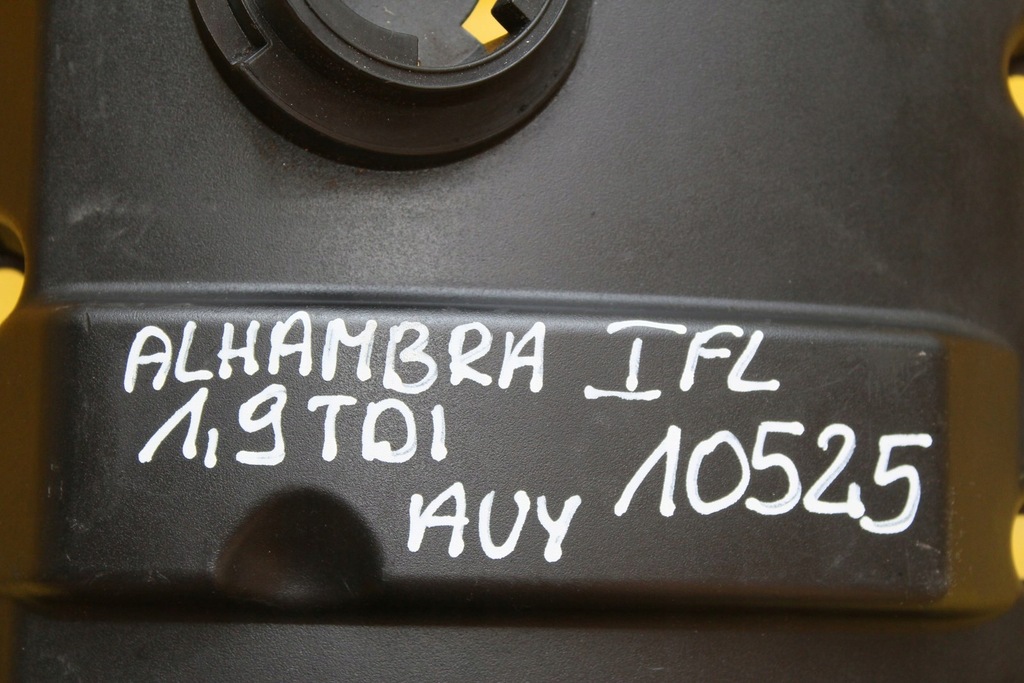 ALHAMBRA I FL
1,9 TDI
10525
AUY